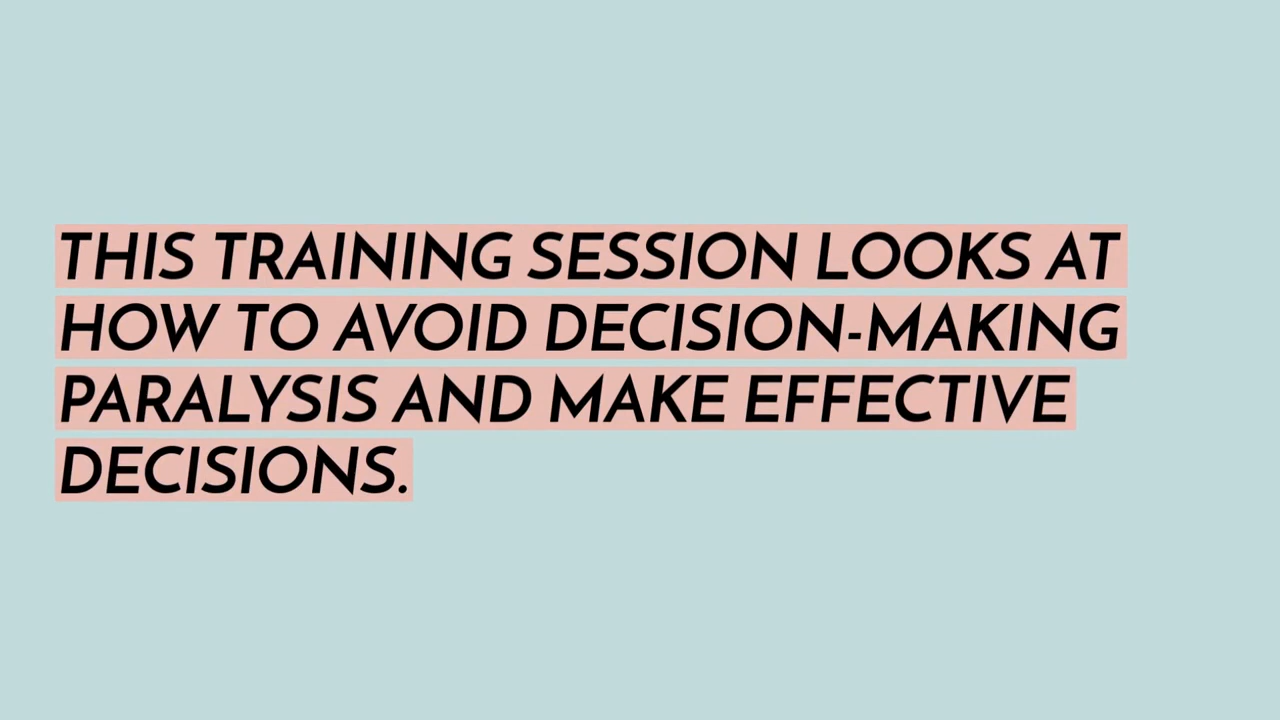 THIS TRAINING SESSION LOOKS AT
HOW TO AVOID DECISION-MAKING
PARALYSIS AND MAKE EFFECTIVE
DECISIONS.